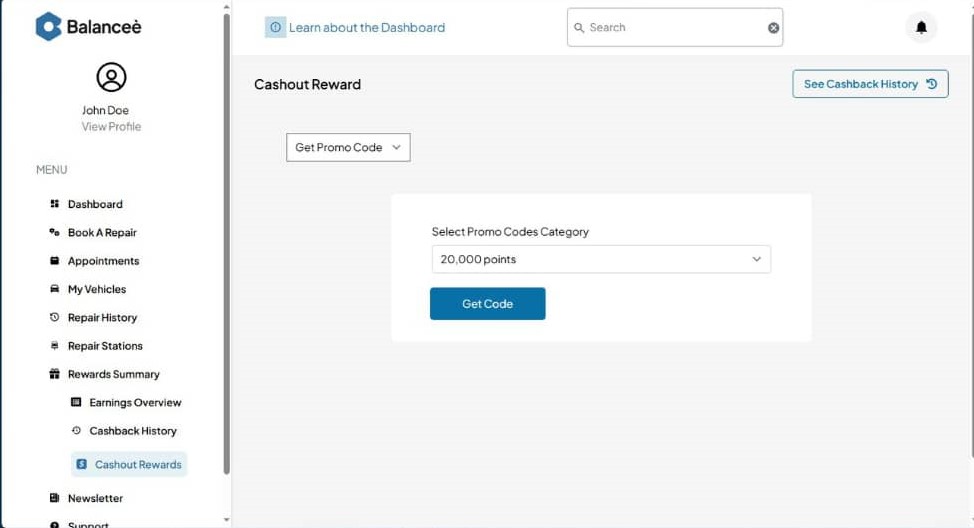 Balanceè
John Doe
View Profile
MENU
Dashboard
Book A Repair
Appointments
My Vehicles
Repair History
Repair Stations
Rewards Summary
Earnings Overview
Cashback History
Cashout Rewards
Newsletter
Support
Learn about the Dashboard
Search
Cashout Reward
See Cashback History
Get Promo Code
Select Promo Codes Category
20,000 points
Get Code